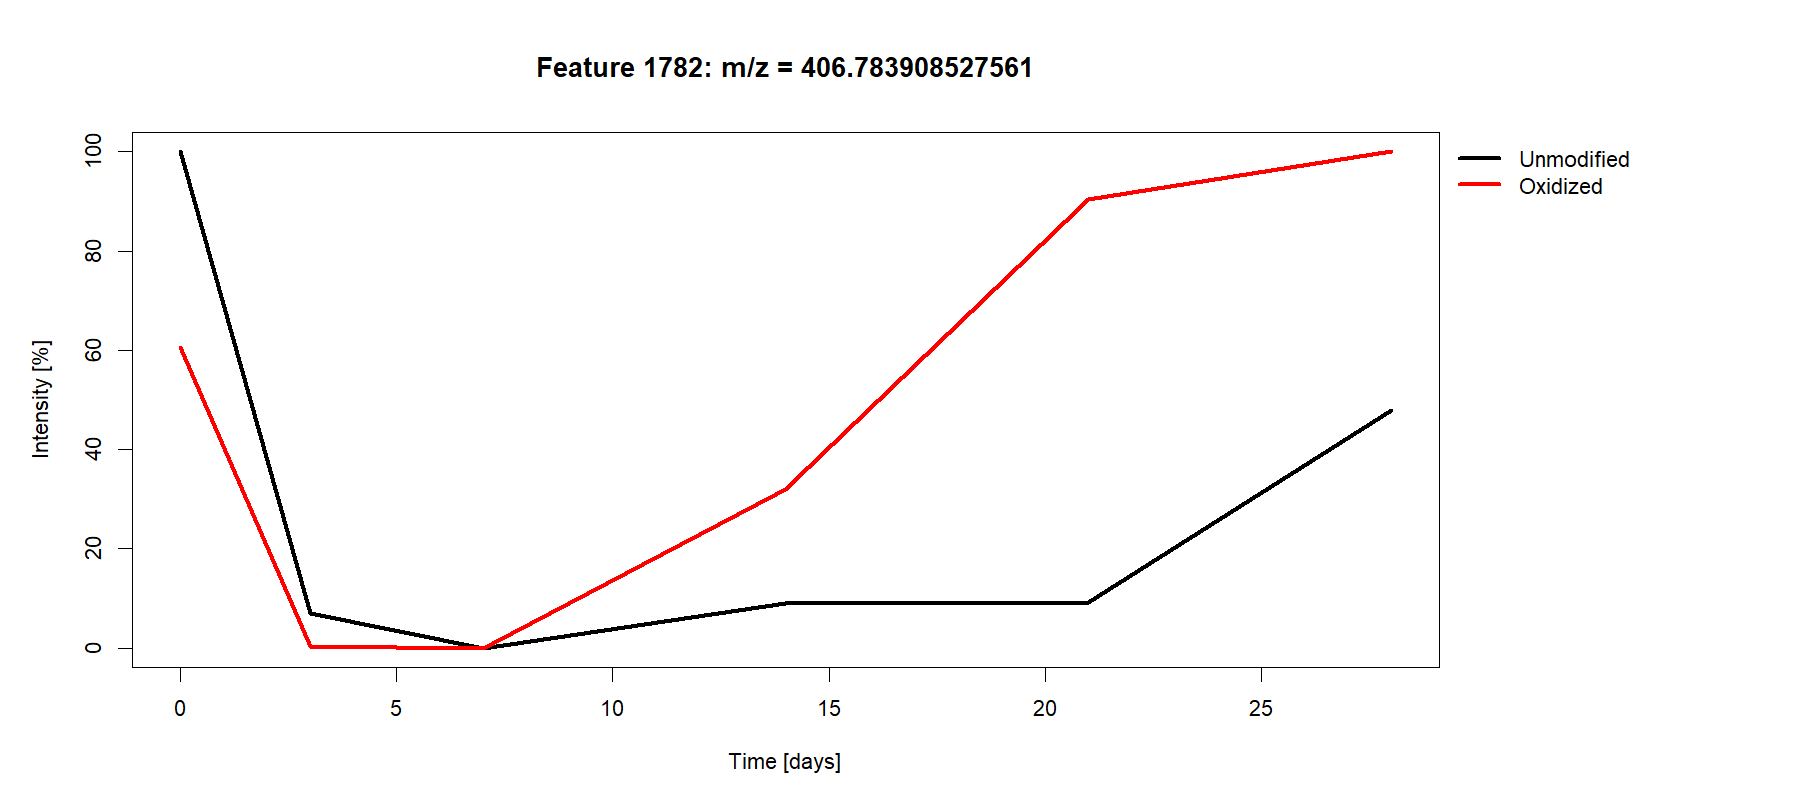 Feature 1782: m/z = 406.783908527561
Unmodified
Oxidized
Intensity [%]
100
80
60
40
20
0
0 5 10 15 20 25
Time [days]